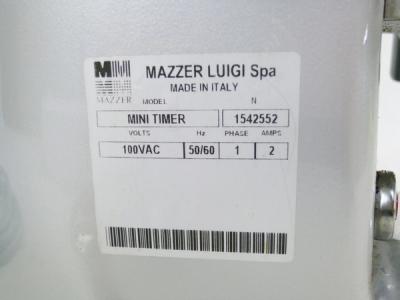 MAZZER LUIGI Spa
MADE IN ITALY
MAZZER
MODEL N
MINI TIMER 1542552
VOLTS Hz PHASE AMPS
100VAC 50/60 1 2